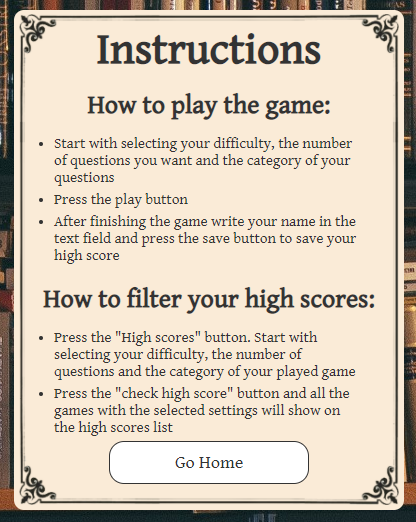 Instructions
How to play the game:
• Start with selecting your difficulty, the number
of questions you want and the category of your
questions
• Press the play button
• After finishing the game write your name in the
text field and press the save button to save your
high score
How to filter your high scores:
• Press the "High scores" button. Start with
selecting your difficulty, the number of
questions and the category of your played game
• Press the "check high score" button and all the
games with the selected settings will show on
the high scores list
Go Home